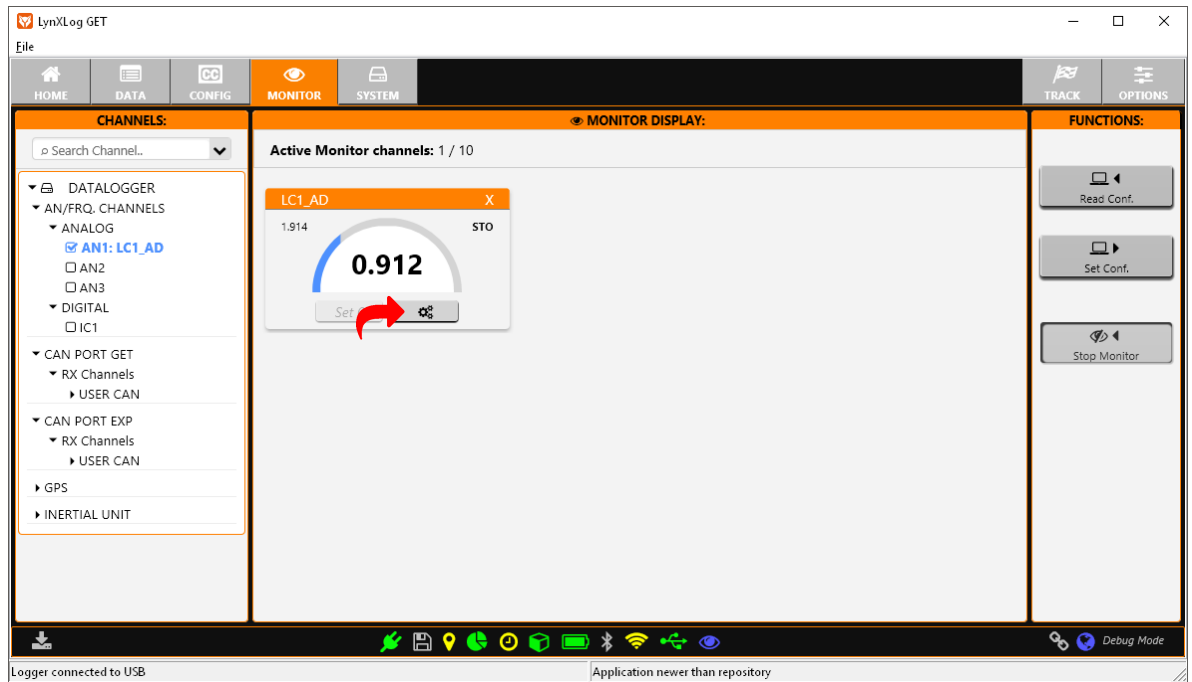 LynXLog GET
File
HOME
DATA
CONFIG
MONITOR
SYSTEM
TRACK
OPTIONS
CHANNELS:
Search Channel..
DATALOGGER
AN/FRQ. CHANNELS
ANALOG
AN1: LC1_AD
AN2
AN3
DIGITAL
IC1
CAN PORT GET
RX Channels
USER CAN
CAN PORT EXP
RX Channels
USER CAN
GPS
INERTIAL UNIT
MONITOR DISPLAY:
Active Monitor channels: 1 / 10
LC1_AD X
1.914
STO
0.912
Set
FUNCTIONS:
Read Conf.
Set Conf.
Stop Monitor
Debug Mode
Logger connected to USB
Application newer than repository